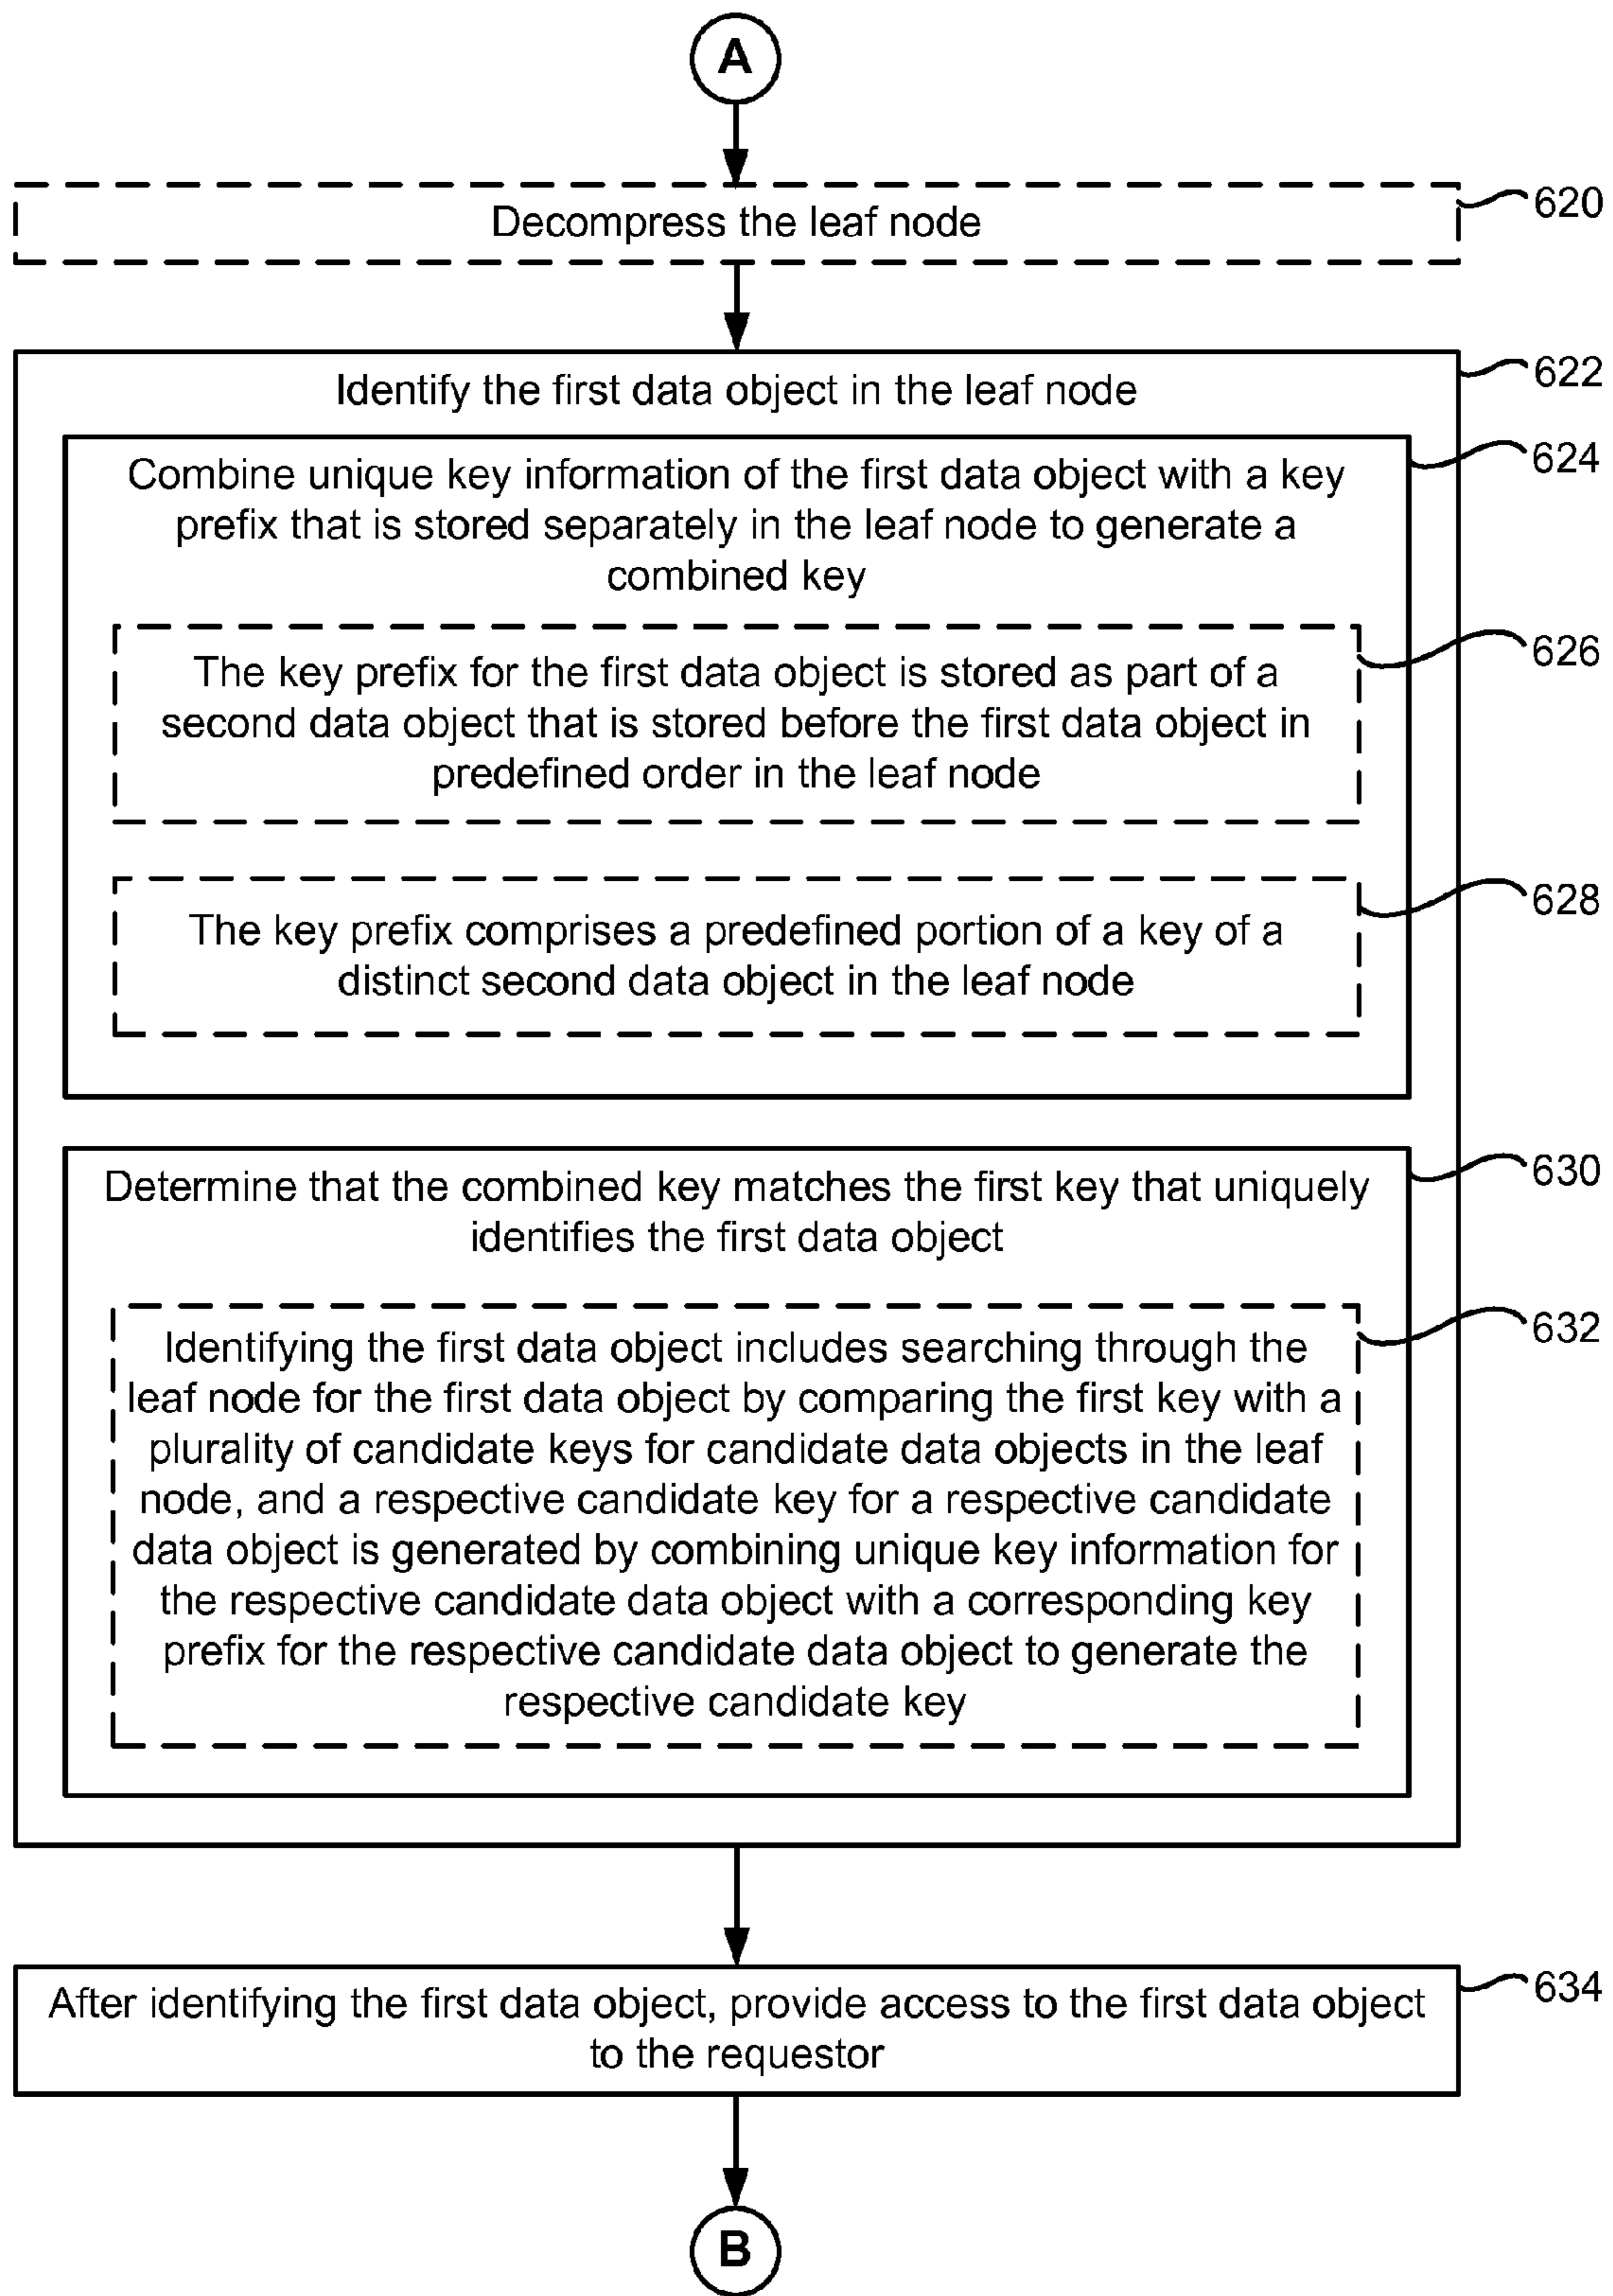 A
Decompress the leaf node
620
Identify the first data object in the leaf node
622
Combine unique key information of the first data object with a key
prefix that is stored separately in the leaf node to generate a
combined key
624
The key prefix for the first data object is stored as part of a
second data object that is stored before the first data object in
predefined order in the leaf node
626
The key prefix comprises a predefined portion of a key of a
distinct second data object in the leaf node
628
Determine that the combined key matches the first key that uniquely
identifies the first data object
630
Identifying the first data object includes searching through the
leaf node for the first data object by comparing the first key with a
plurality of candidate keys for candidate data objects in the leaf
node, and a respective candidate key for a respective candidate
data object is generated by combining unique key information for
the respective candidate data object with a corresponding key
prefix for the respective candidate data object to generate the
respective candidate key
632
After identifying the first data object, provide access to the first data object
to the requestor
634
B